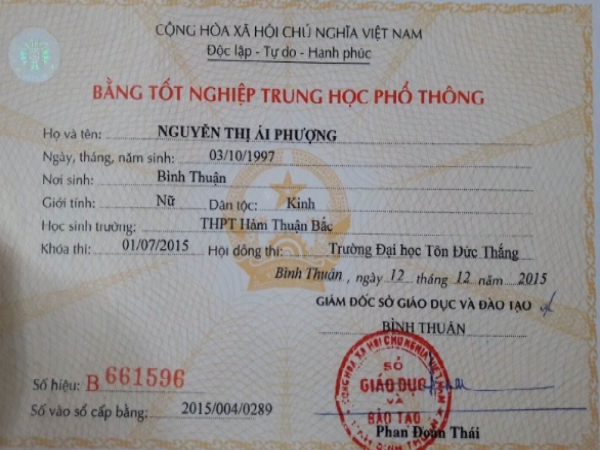 CỘNG HÒA XÃ HỘI CHỦ NGHĨA VIỆT NAM
Độc lập - Tự do - Hạnh phúc
BẰNG TỐT NGHIỆP TRUNG HỌC PHỔ THÔNG
Họ và tên: NGUYỄN THỊ ÁI PHƯỢNG
Ngày, tháng, năm sinh: 03/10/1997
Nơi sinh: Bình Thuận
Giới tính: Nữ Dân tộc: Kinh
Học sinh trường: THPT Hàm Thuận Bắc
Khóa thi: 01/07/2015 Hội đồng thi: Trường Đại học Tôn Đức Thắng
Bình Thuận, ngày 12 tháng 12 năm 2015
GIÁM ĐỐC SỞ GIÁO DỤC VÀ ĐÀO TẠO
BÌNH THUẬN
SỞ
GIÁO DỤC
VÀ
ĐÀO TẠO
Số hiệu: B 661596
Số vào sổ cấp bằng: 2015/004/0289
Phan Đoàn Thái